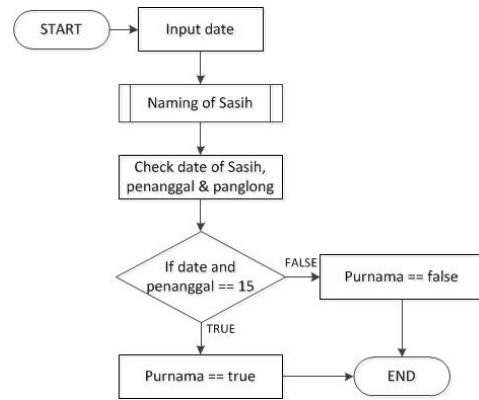 START
Input date
Naming of Sasih
Check date of Sasih,
penanggal & panglong
If date and
penanggal == 15
FALSE
Purnama == false
TRUE
Purnama == true
END